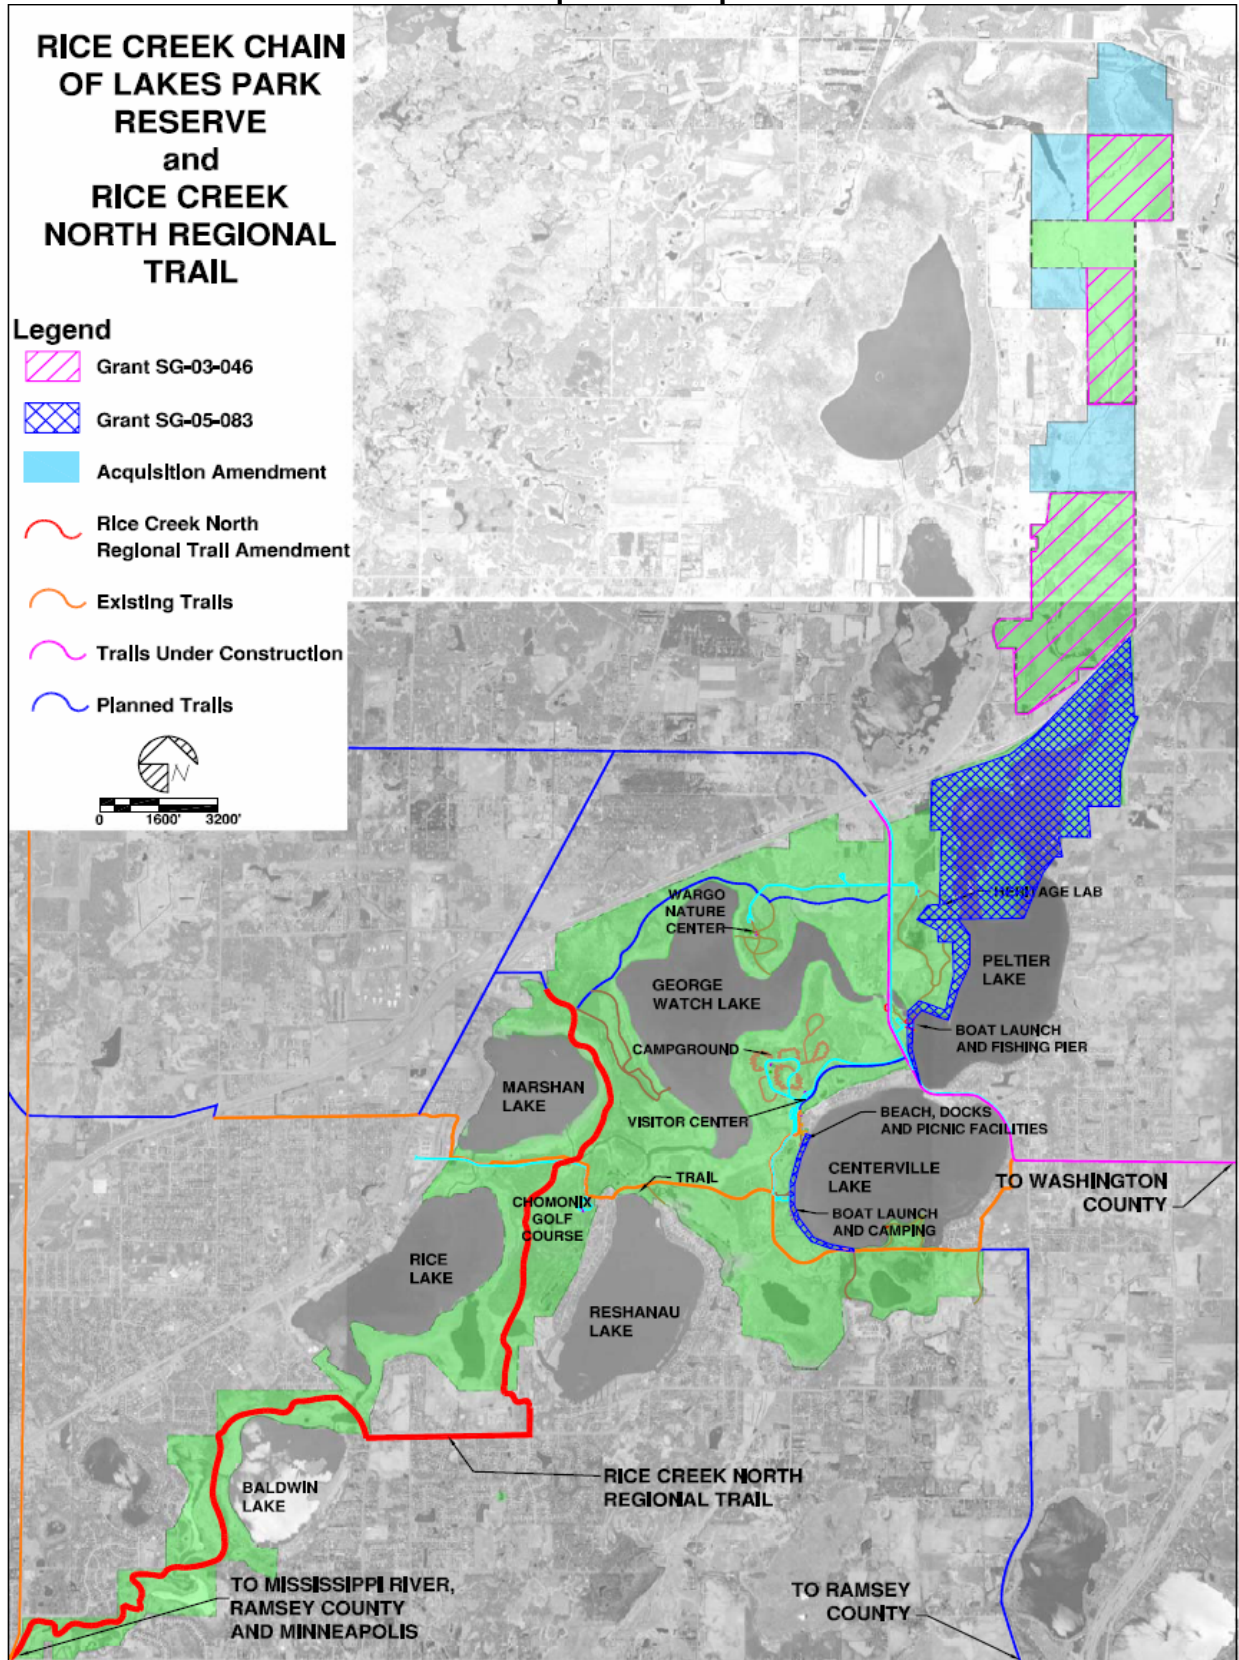 RICE CREEK CHAIN
OF LAKES PARK
RESERVE
and
RICE CREEK
NORTH REGIONAL
TRAIL
Legend
Grant SG-03-046
Grant SG-05-083
Acquisition Amendment
Rice Creek North
Regional Trail Amendment
Existing Trails
Trails Under Construction
Planned Trails
N
0 1600' 3200'
WARGO
NATURE
CENTER
HERITAGE LAB
PELTIER
LAKE
GEORGE
WATCH LAKE
BOAT LAUNCH
AND FISHING PIER
CAMPGROUND
MARSHAN
LAKE
VISITOR CENTER
BEACH, DOCKS
AND PICNIC FACILITIES
CENTERVILLE
LAKE
TRAIL
TO WASHINGTON
COUNTY
CHOMONIX
GOLF
COURSE
BOAT LAUNCH
AND CAMPING
RICE
LAKE
RESHANAU
LAKE
RICE CREEK NORTH
REGIONAL TRAIL
BALDWIN
LAKE
TO MISSISSIPPI RIVER,
RAMSEY COUNTY
AND MINNEAPOLIS
TO RAMSEY
COUNTY